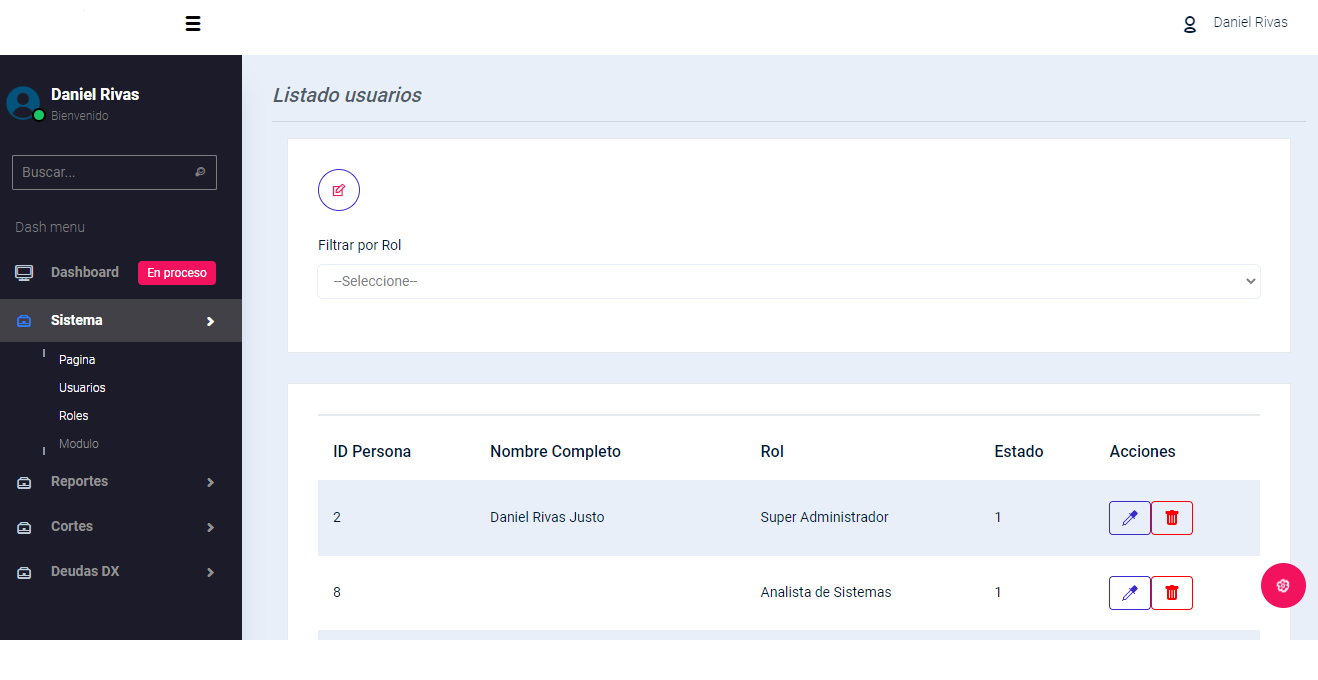 Daniel Rivas
Daniel Rivas
Bienvenido
Buscar...
Dash menu
Dashboard En proceso
Sistema
Pagina
Usuarios
Roles
Modulo
Reportes
Cortes
Deudas DX
Listado usuarios
Filtrar por Rol
--Seleccione--
ID Persona Nombre Completo Rol Estado Acciones
2 Daniel Rivas Justo Super Administrador 1
8 Analista de Sistemas 1